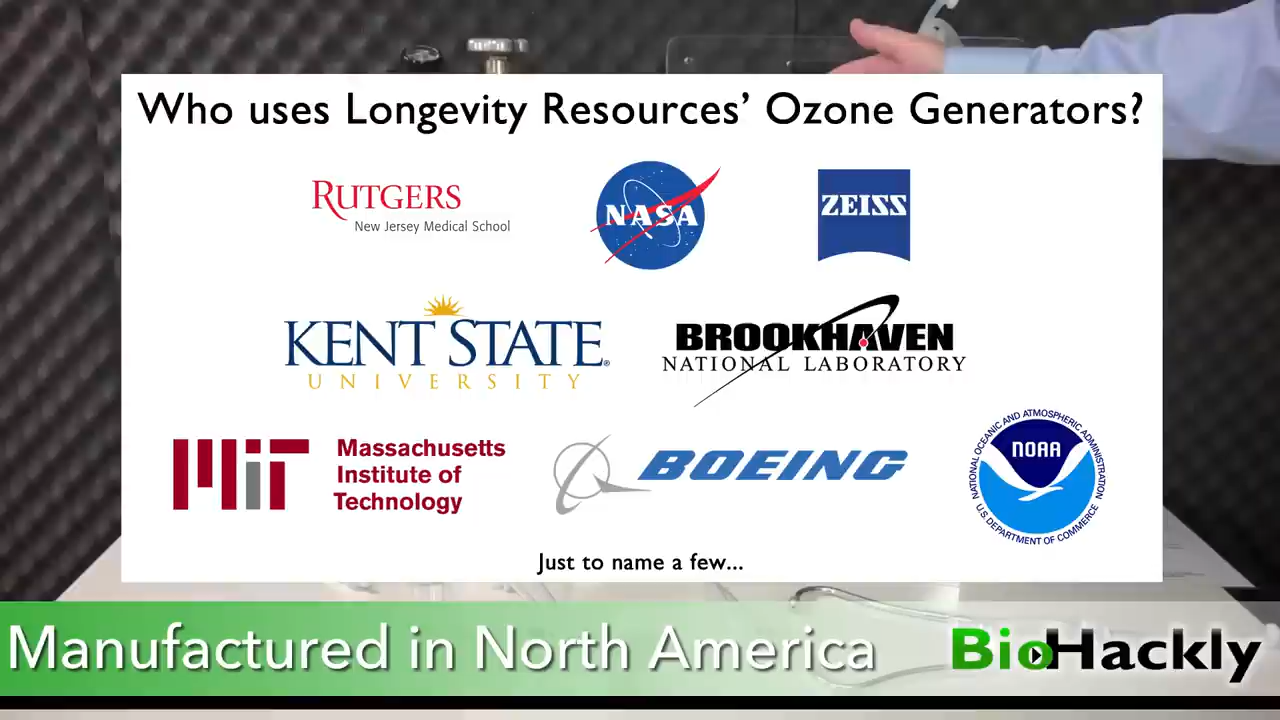 Who uses Longevity Resources’ Ozone Generators?
RUTGERS
New Jersey Medical School
NASA
ZEISS
KENT STATE
UNIVERSITY
BROOKHAVEN
NATIONAL LABORATORY
MIT
Massachusetts
Institute of
Technology
BOEING
NATIONAL OCEANIC AND ATMOSPHERIC ADMINISTRATION
NOAA
U.S. DEPARTMENT OF COMMERCE
Just to name a few...
Manufactured in North America
BioHackly